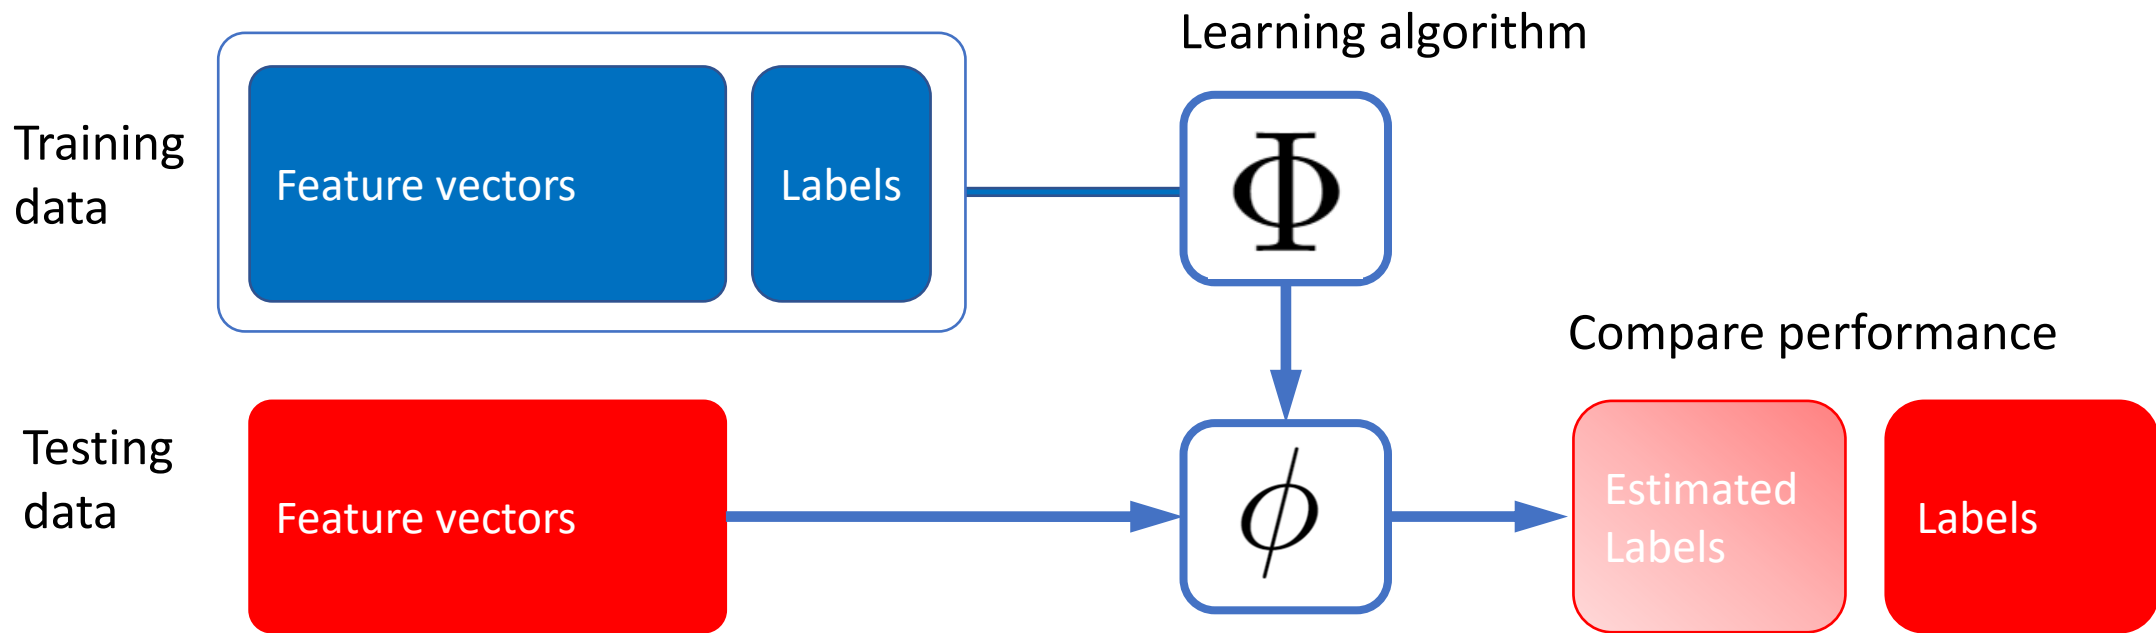 Learning algorithm
Training
data
Feature vectors
Labels
Φ
Compare performance
Testing
data
Feature vectors
ϕ
Estimated
Labels
Labels